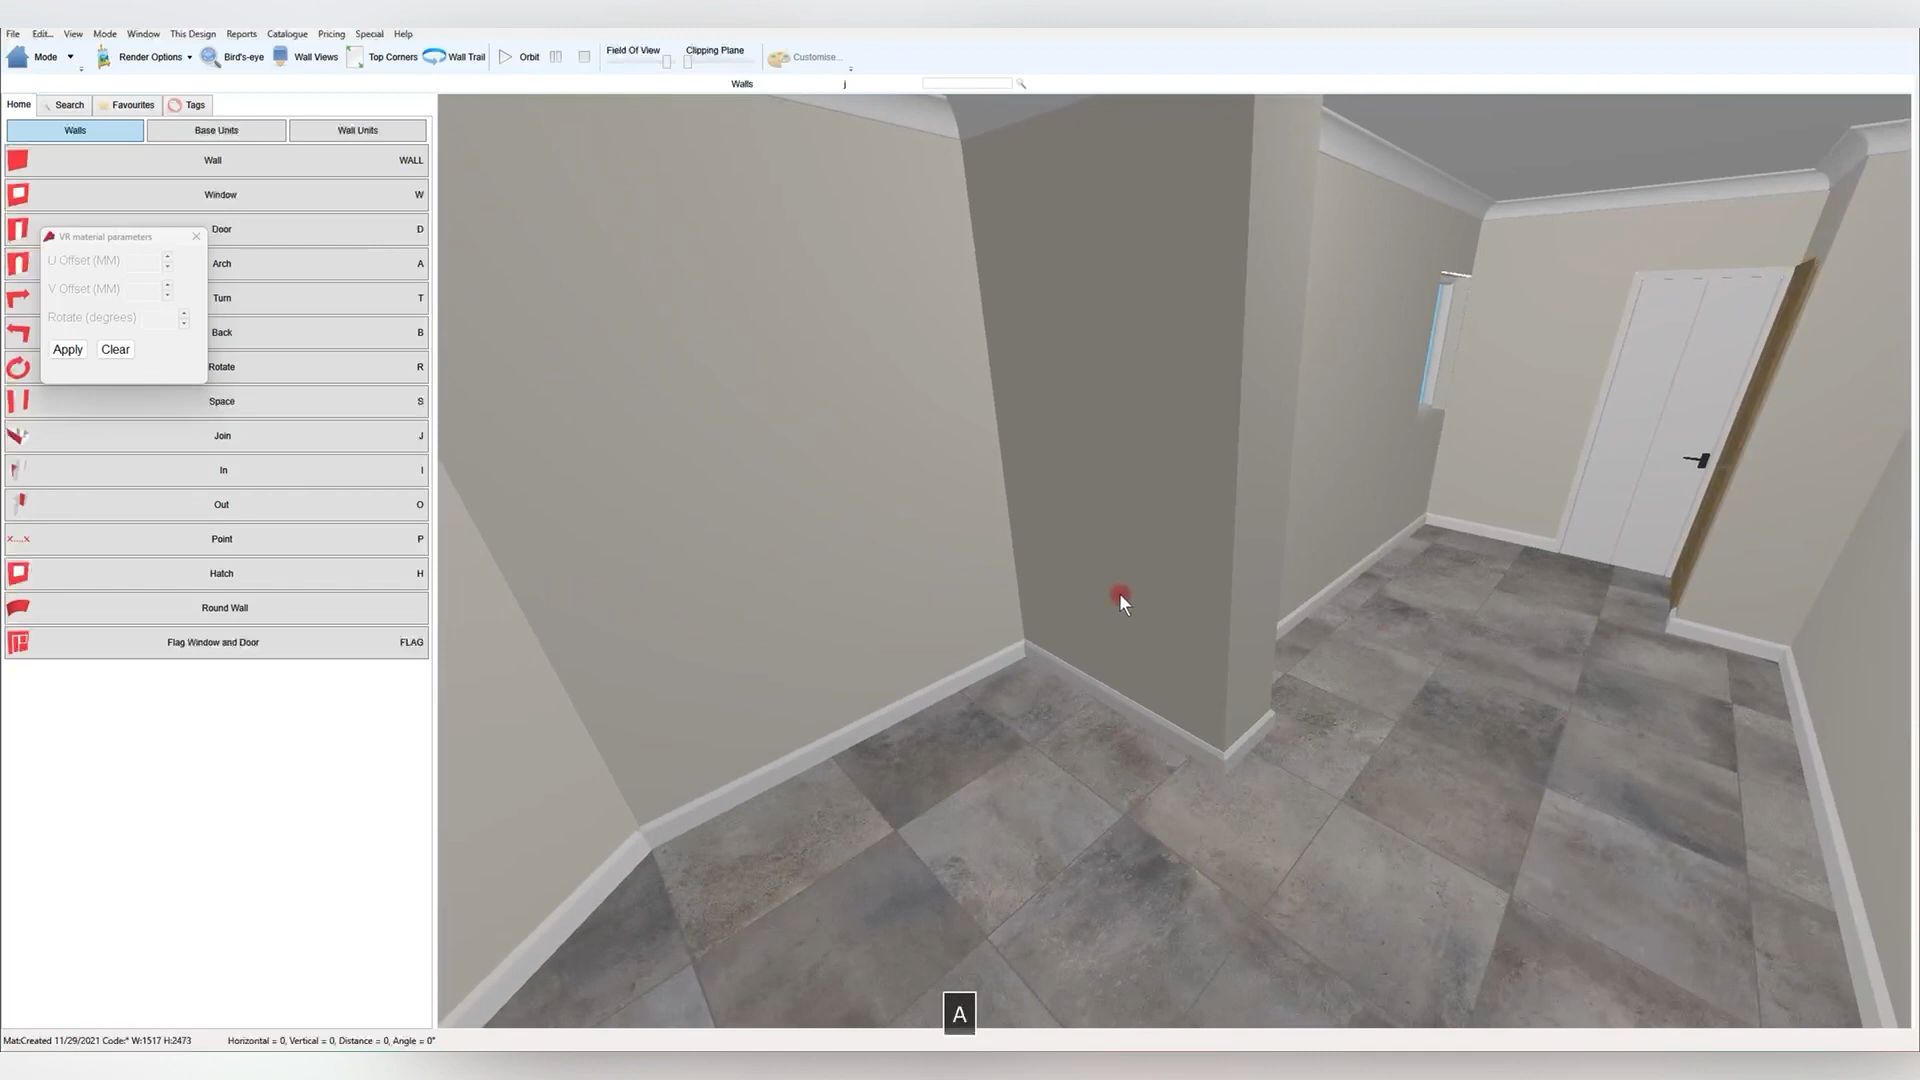 File Edit... View Mode Window This Design Reports Catalogue Pricing Special Help
Mode Render Options Bird's-eye Wall Views Top Corners Wall Trail Orbit Field Of View Clipping Plane Customise...
Walls j
Home Search Favourites Tags
Walls Base Units Wall Units
Wall WALL
Window W
Door D
VR material parameters
U Offset (MM)
Arch A
V Offset (MM)
Turn T
Rotate (degrees)
Back B
Apply Clear
Rotate R
Space S
Join J
In I
Out O
Point P
Hatch H
Round Wall
Flag Window and Door FLAG
A
Mat:Created 11/29/2021 Code:* W:1517 H:2473 Horizontal = 0, Vertical = 0, Distance = 0, Angle = 0°